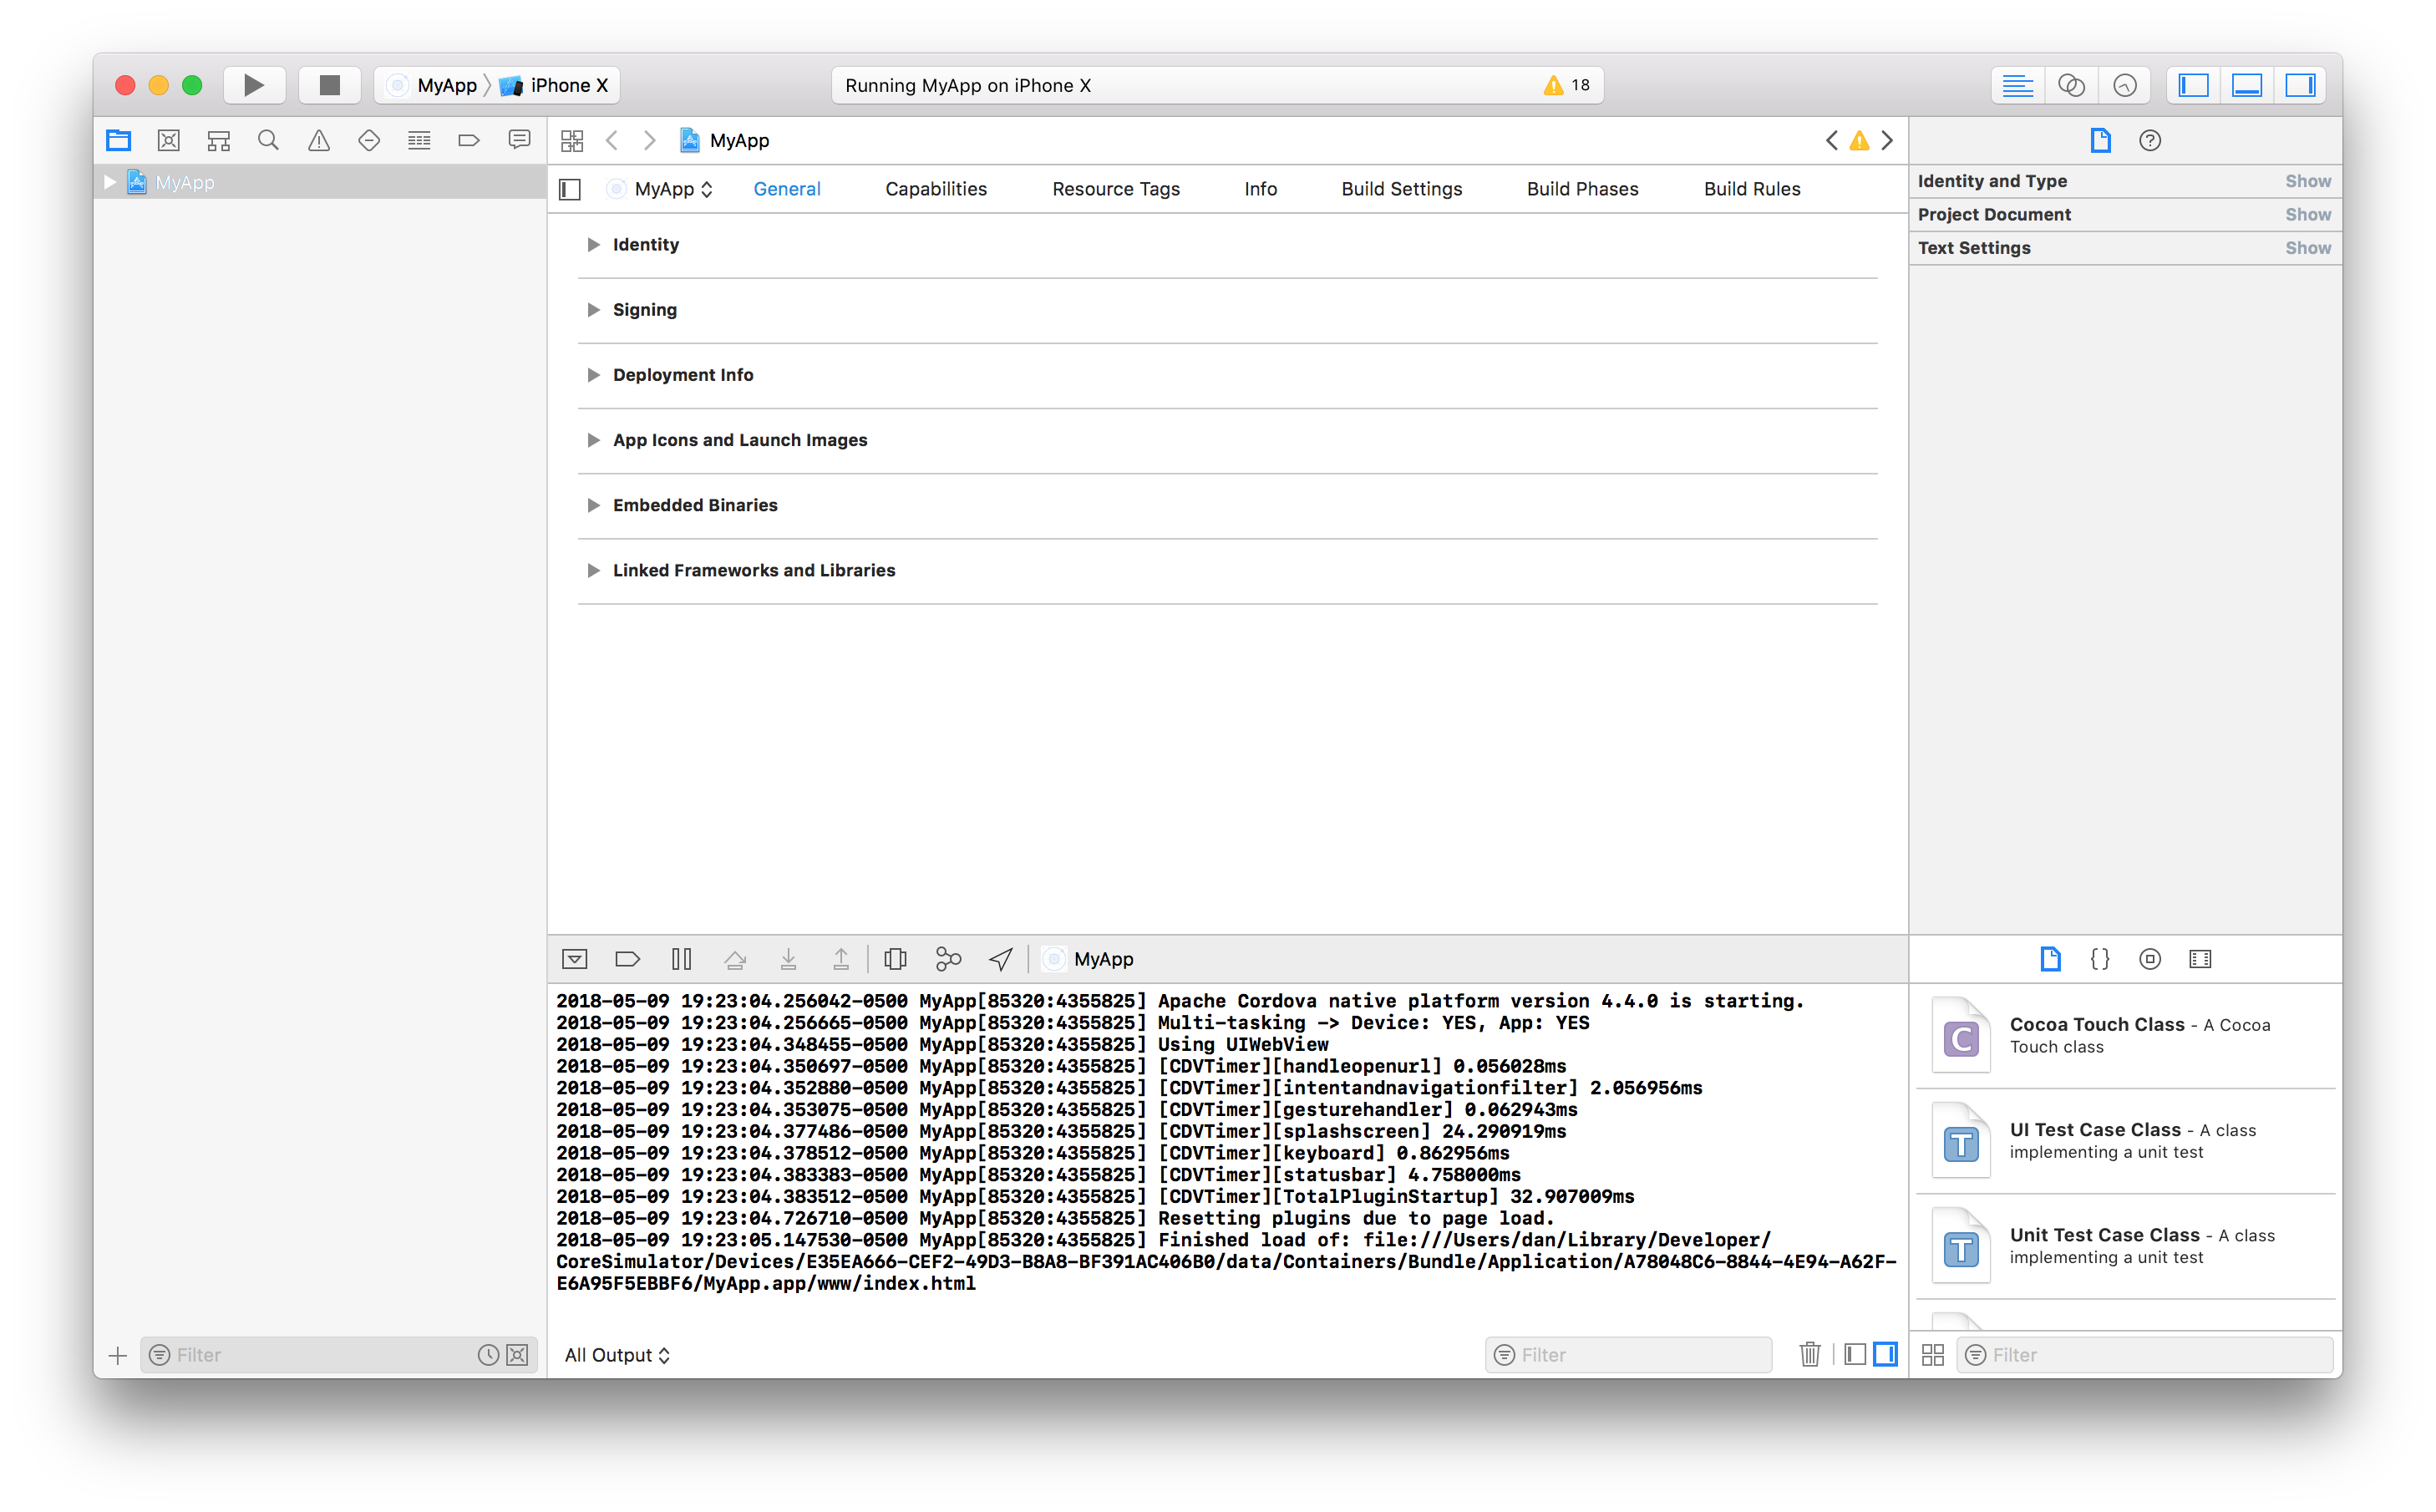 MyApp 〉 iPhone X
Running MyApp on iPhone X
18
MyApp
MyApp
MyApp
General
Capabilities
Resource Tags
Info
Build Settings
Build Phases
Build Rules
Identity
Signing
Deployment Info
App Icons and Launch Images
Embedded Binaries
Linked Frameworks and Libraries
Identity and Type Show
Project Document Show
Text Settings Show
MyApp
2018-05-09 19:23:04.256042-0500 MyApp[85320:4355825] Apache Cordova native platform version 4.4.0 is starting.
2018-05-09 19:23:04.256665-0500 MyApp[85320:4355825] Multi-tasking -> Device: YES, App: YES
2018-05-09 19:23:04.348455-0500 MyApp[85320:4355825] Using UIWebView
2018-05-09 19:23:04.350697-0500 MyApp[85320:4355825] [CDVTimer][handleopenurl] 0.056028ms
2018-05-09 19:23:04.352880-0500 MyApp[85320:4355825] [CDVTimer][intentandnavigationfilter] 2.056956ms
2018-05-09 19:23:04.353075-0500 MyApp[85320:4355825] [CDVTimer][gesturehandler] 0.062943ms
2018-05-09 19:23:04.377486-0500 MyApp[85320:4355825] [CDVTimer][splashscreen] 24.290919ms
2018-05-09 19:23:04.378512-0500 MyApp[85320:4355825] [CDVTimer][keyboard] 0.862956ms
2018-05-09 19:23:04.383383-0500 MyApp[85320:4355825] [CDVTimer][statusbar] 4.758000ms
2018-05-09 19:23:04.383512-0500 MyApp[85320:4355825] [CDVTimer][TotalPluginStartup] 32.907009ms
2018-05-09 19:23:04.726710-0500 MyApp[85320:4355825] Resetting plugins due to page load.
2018-05-09 19:23:05.147530-0500 MyApp[85320:4355825] Finished load of: file:///Users/dan/Library/Developer/
CoreSimulator/Devices/E35EA666-CEF2-49D3-B8A8-BF391AC406B0/data/Containers/Bundle/Application/A78048C6-8844-4E94-A62F-
E6A95F5EBBF6/MyApp.app/www/index.html
C
Cocoa Touch Class - A Cocoa
Touch class
T
UI Test Case Class - A class
implementing a unit test
T
Unit Test Case Class - A class
implementing a unit test
Filter
All Output
Filter
Filter